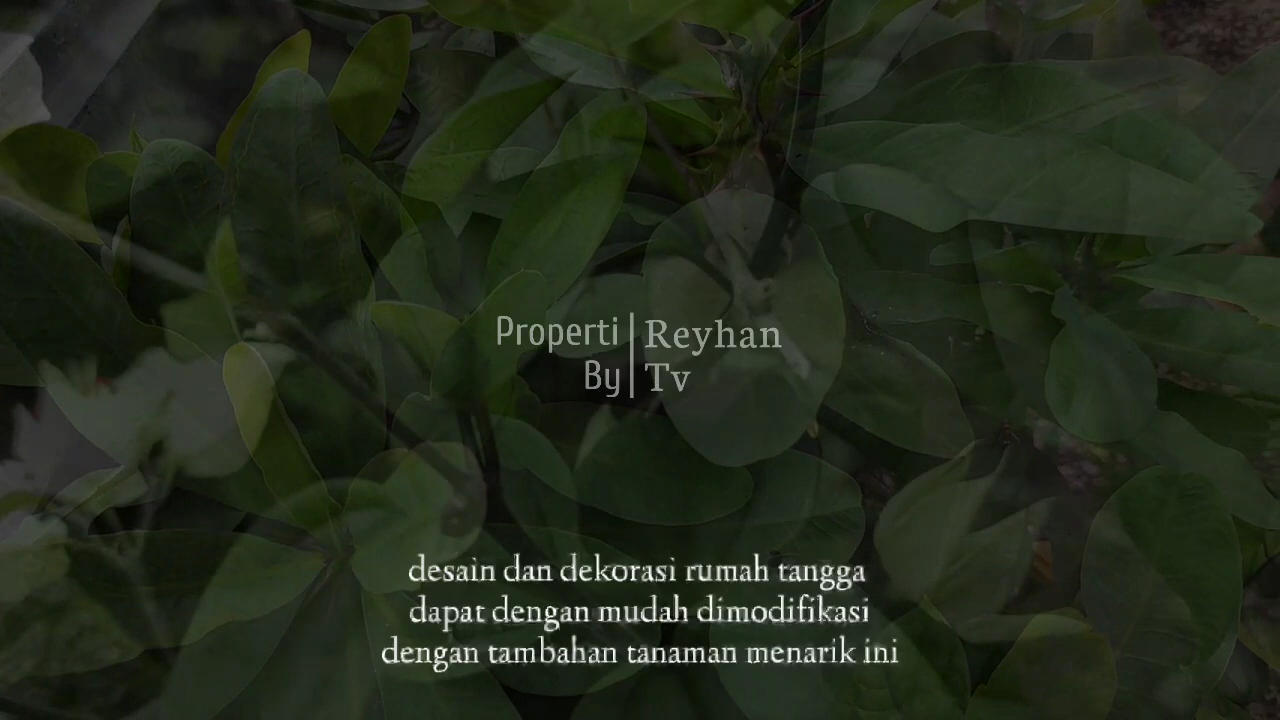 Properti
By
Reyhan
Tv
desain dan dekorasi rumah tangga
dapat dengan mudah dimodifikasi
dengan tambahan tanaman menarik ini